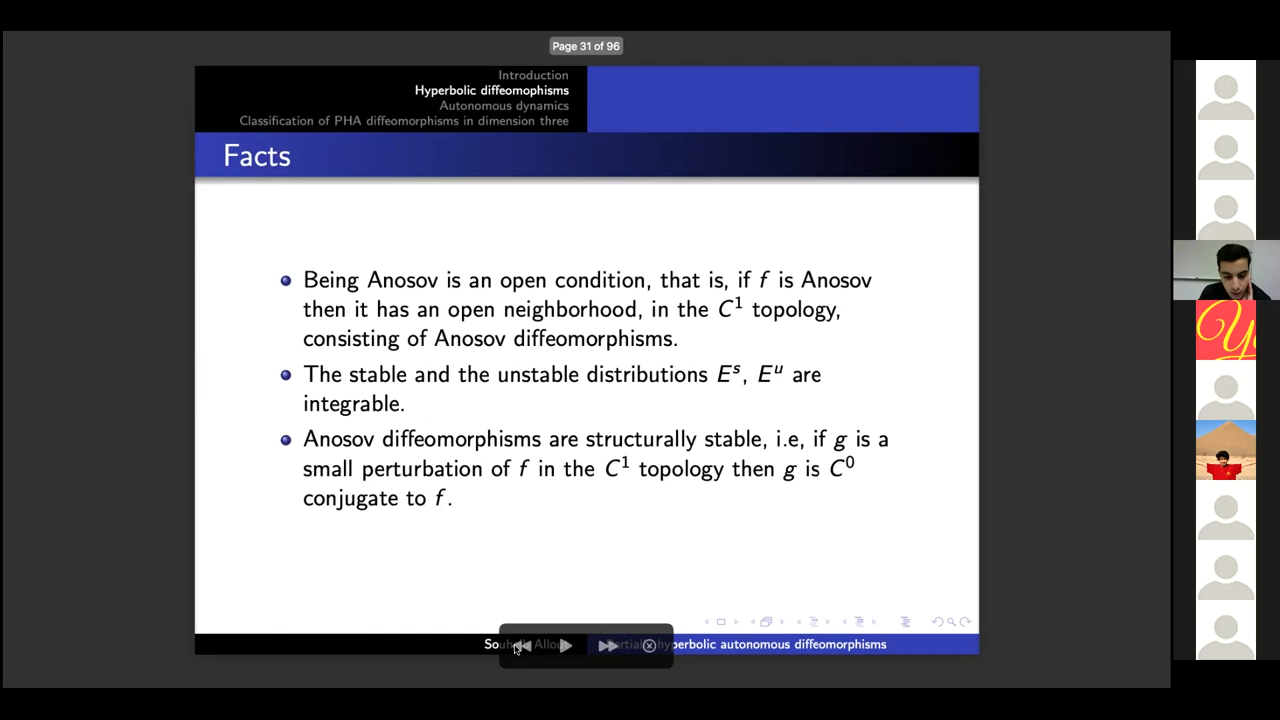 Page 31 of 96
Introduction
Hyperbolic diffeomophisms
Autonomous dynamics
Classification of PHA diffeomorphisms in dimension three
Facts
Being Anosov is an open condition, that is, if f is Anosov
then it has an open neighborhood, in the C¹ topology,
consisting of Anosov diffeomorphisms.
The stable and the unstable distributions Eˢ, Eᵘ are
integrable.
Anosov diffeomorphisms are structurally stable, i.e, if g is a
small perturbation of f in the C¹ topology then g is C⁰
conjugate to f.
hyperbolic autonomous diffeomorphisms